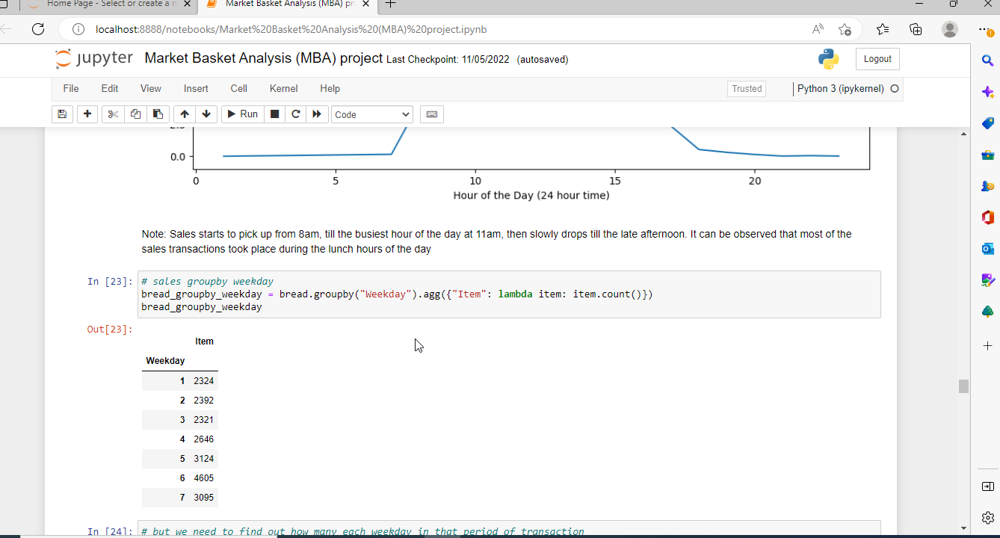 Home Page - Select or create a n
Market Basket Analysis (MBA) pr
localhost:8888/notebooks/Market%20Basket%20Analysis%20(MBA)%20project.ipynb
jupyter Market Basket Analysis (MBA) project Last Checkpoint: 11/05/2022 (autosaved)
Logout
File Edit View Insert Cell Kernel Help
Trusted
Python 3 (ipykernel)
Run
Code
0.0
0 5 10 15 20
Hour of the Day (24 hour time)
Note: Sales starts to pick up from 8am, till the busiest hour of the day at 11am, then slowly drops till the late afternoon. It can be observed that most of the
sales transactions took place during the lunch hours of the day
In [23]: # sales groupby weekday
bread_groupby_weekday = bread.groupby("Weekday").agg({"Item": lambda item: item.count()})
bread_groupby_weekday
Out[23]:
Item
Weekday
1 2324
2 2392
3 2321
4 2646
5 3124
6 4605
7 3095
In [24]: # but we need to find out how many each weekday in that period of transaction